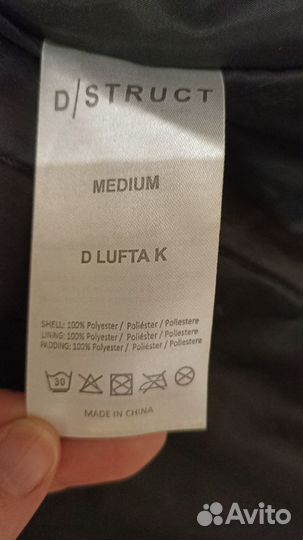 D/STRUCT
MEDIUM
D LUFTA K
SHELL: 100% Polyester / Poliéster / Poliestere
LINING: 100% Polyester / Poliéster / Poliestere
PADDING: 100% Polyester / Poliéster / Poliestere
30
MADE IN CHINA
Avito